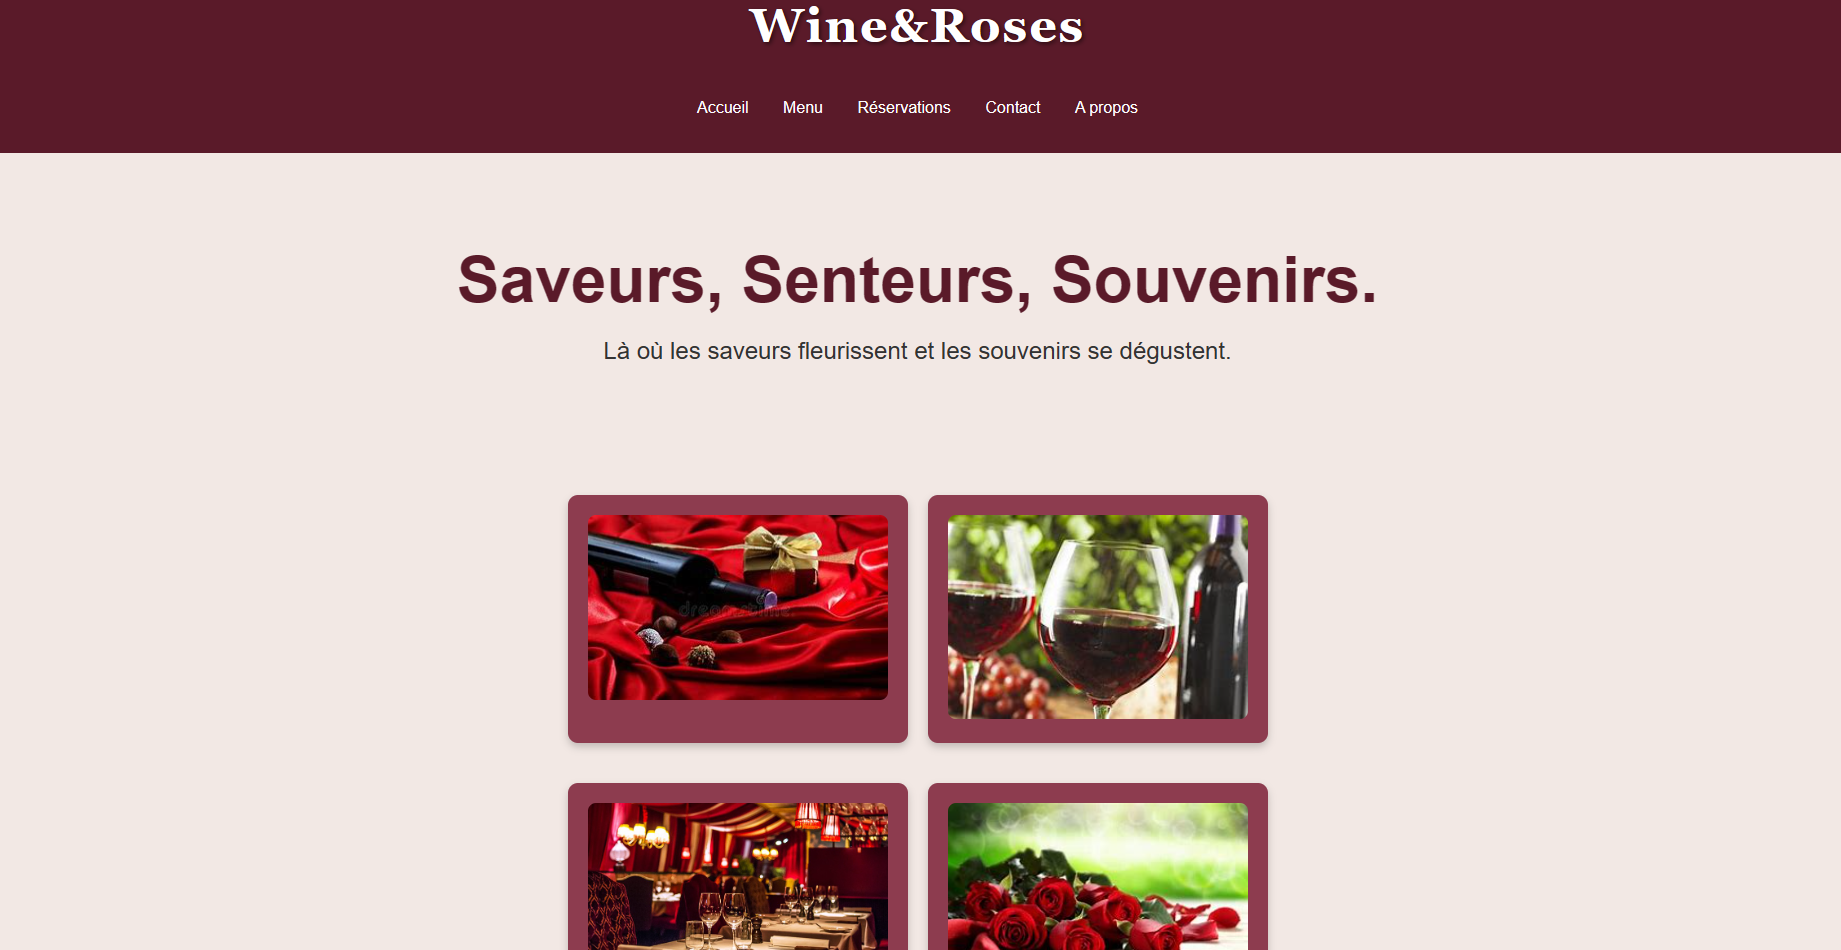 Wine&Roses
Accueil Menu Réservations Contact A propos
Saveurs, Senteurs, Souvenirs.
Là où les saveurs fleurissent et les souvenirs se dégustent.
dreamstime